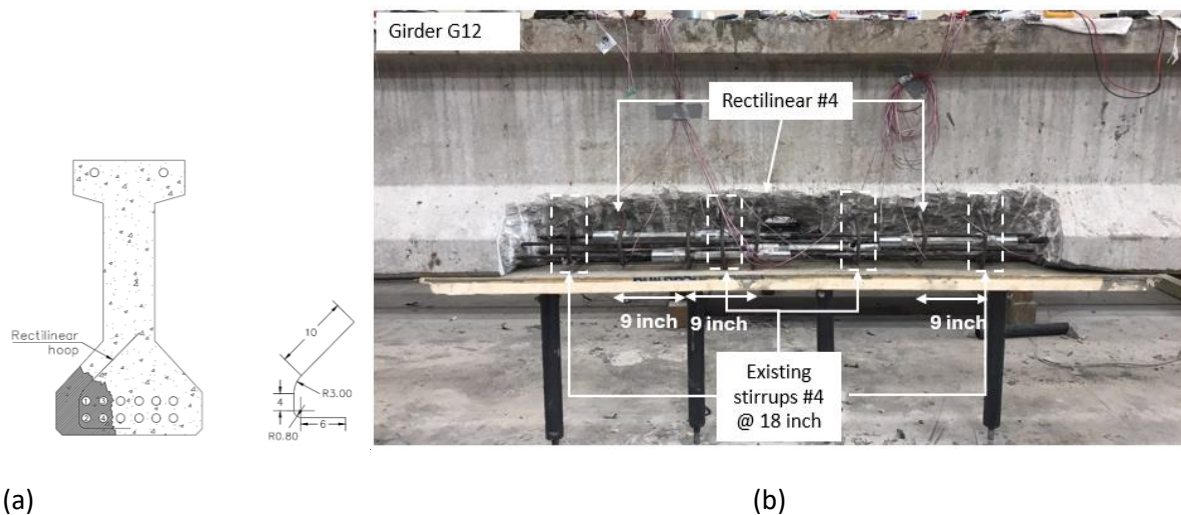 Girder G12
Rectilinear #4
Rectilinear
hoop
1 3
2 4
10
4
R3.00
R0.80
6
9 inch
9 inch
9 inch
Existing
stirrups #4
@ 18 inch
(a)
(b)